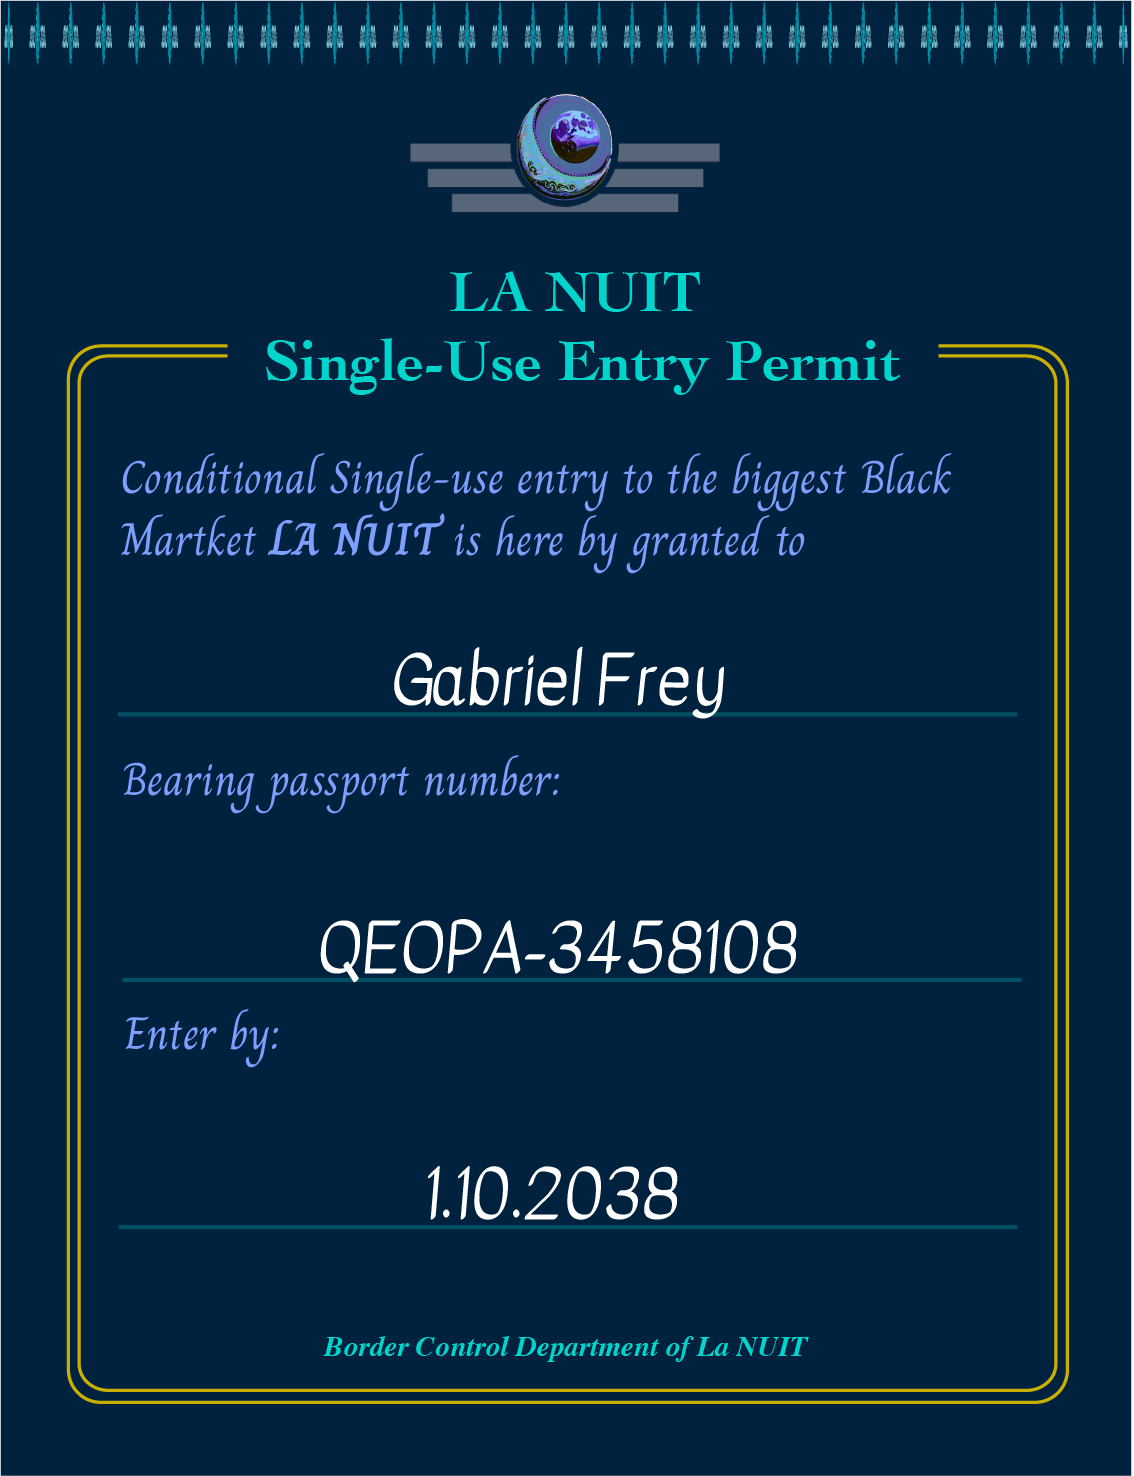 LA NUIT
Single-Use Entry Permit
Conditional Single-use entry to the biggest Black
Martket LA NUIT is here by granted to
Gabriel Frey
Bearing passport number:
QEOPA-3458108
Enter by:
1.10.2038
Border Control Department of La NUIT